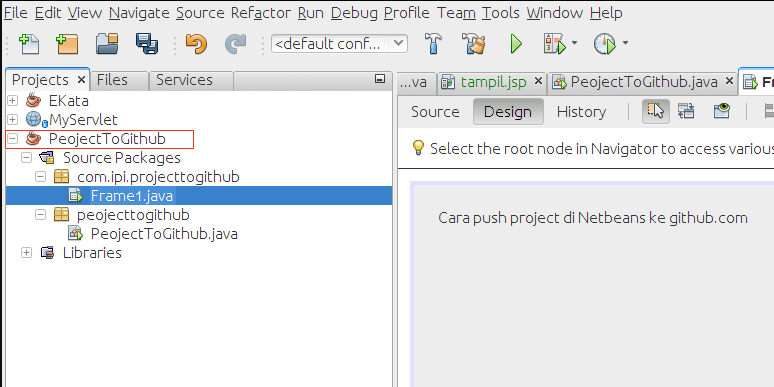 File Edit View Navigate Source Refactor Run Debug Profile Team Tools Window Help
<default conf...
Projects Files Services
...va tampil.jsp PeojectToGithub.java Fr
EKata
MyServlet
PeojectToGithub
Source Packages
com.ipi.projecttogithub
Frame1.java
peojecttogithub
PeojectToGithub.java
Libraries
Source Design History
Select the root node in Navigator to access various
Cara push project di Netbeans ke github.com